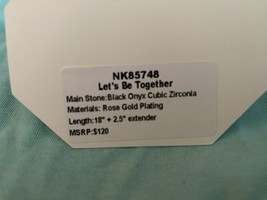 NK85748
Let's Be Together
Main Stone:Black Onyx Cubic Zirconia
Materials: Rose Gold Plating
Length:18" + 2.5" extender
MSRP:$120